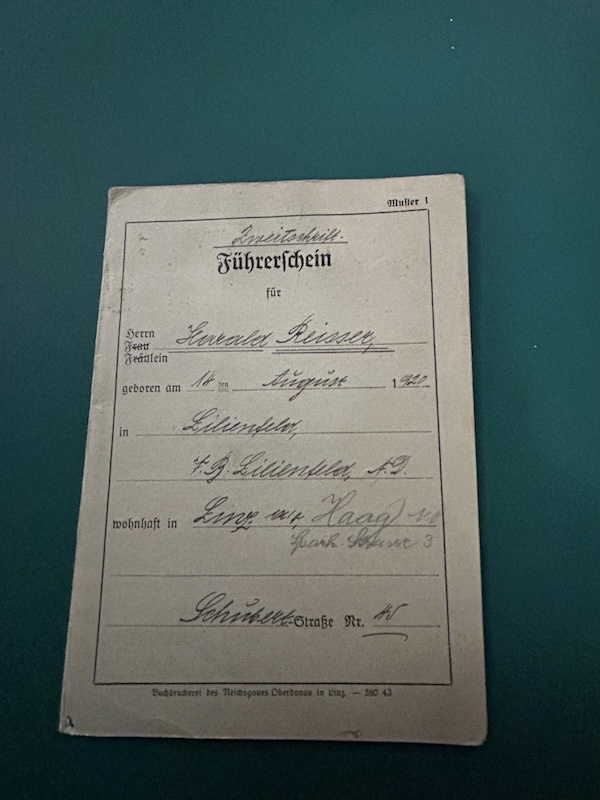 Muster 1
Zweitschrift.
Führerschein
für
Herrn
Frau
Fräulein
Harald Reisser,
geboren am 14 ten August 1920
in Lilienfeld,
Lilienfeld, N.D.
wohnhaft in Linz a/D, Haag
3
Schubert-Straße Nr. 45
Buchdruckerei des Reichsgaues Oberdonau in Linz. — 380 43